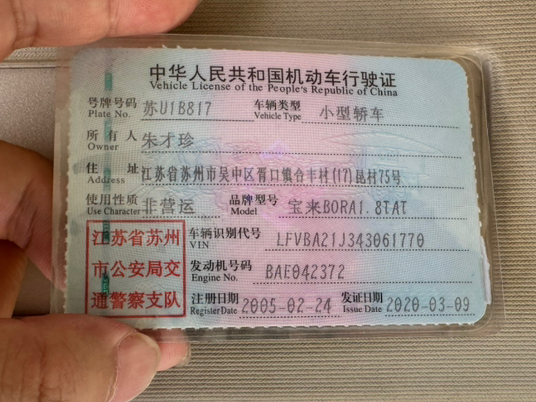 中华人民共和国机动车行驶证
Vehicle License of the People's Republic of China
号牌号码 苏U1B817 车辆类型 小型轿车
Plate No. Vehicle Type
所有人 朱才珍
Owner
住址 江苏省苏州市吴中区胥口镇合丰村(17)昆村75号
Address
使用性质 非营运 品牌型号 宝来BORA1.8TAT
Use Character Model
江苏省苏州
市公安局交
通警察支队
车辆识别代号 LFVBA21J343061770
VIN
发动机号码 BAE042372
Engine No.
注册日期 2005-02-24 发证日期 2020-03-09
Register Date Issue Date